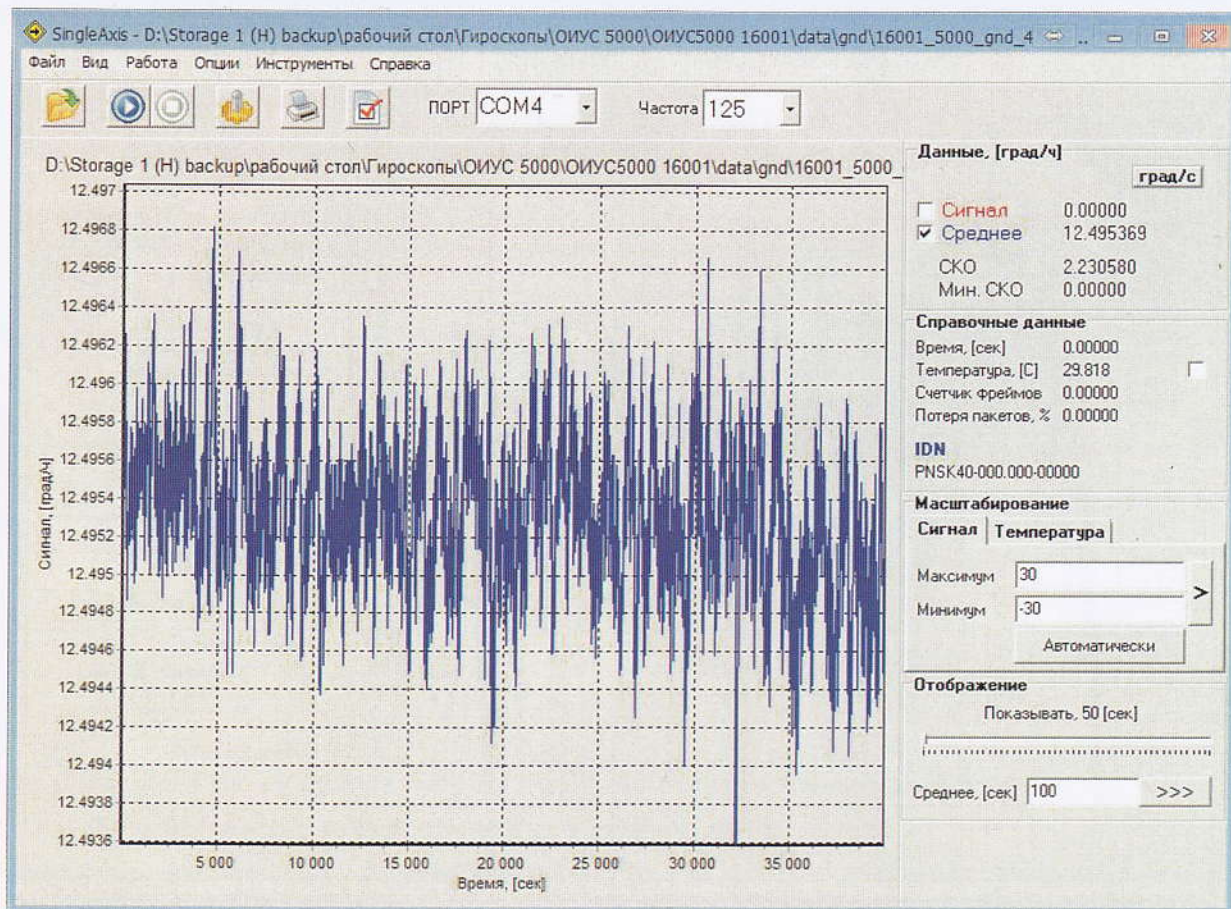 SingleAxis - D:\Storage 1 (H) backup\рабочий стол\Гироскопы\ОИУС 5000\ОИУС5000 16001\data\gnd\16001_5000_gnd_4 ..
Файл Вид Работа Опции Инструменты Справка
ПОРТ COM4 Частота 125
D:\Storage 1 (H) backup\рабочий стол\Гироскопы\ОИУС 5000\ОИУС5000 16001\data\gnd\16001_5000_
12.497
12.4968
12.4966
12.4964
12.4962
12.496
12.4958
12.4956
12.4954
12.4952
12.495
12.4948
12.4946
12.4944
12.4942
12.494
12.4938
12.4936
Сигнал, [град/ч]
5 000 10 000 15 000 20 000 25 000 30 000 35 000
Время, [сек]
Данные, [град/ч]
град/с
Сигнал 0.00000
Среднее 12.495369
СКО 2.230580
Мин. СКО 0.00000
Справочные данные
Время, [сек] 0.00000
Температура, [C] 29.818
Счетчик фреймов 0.00000
Потеря пакетов, % 0.00000
IDN
PNSK40-000.000-00000
Масштабирование
Сигнал Температура
Максимум 30
Минимум -30
>
Автоматически
Отображение
Показывать, 50 [сек]
Среднее, [сек] 100 >>>